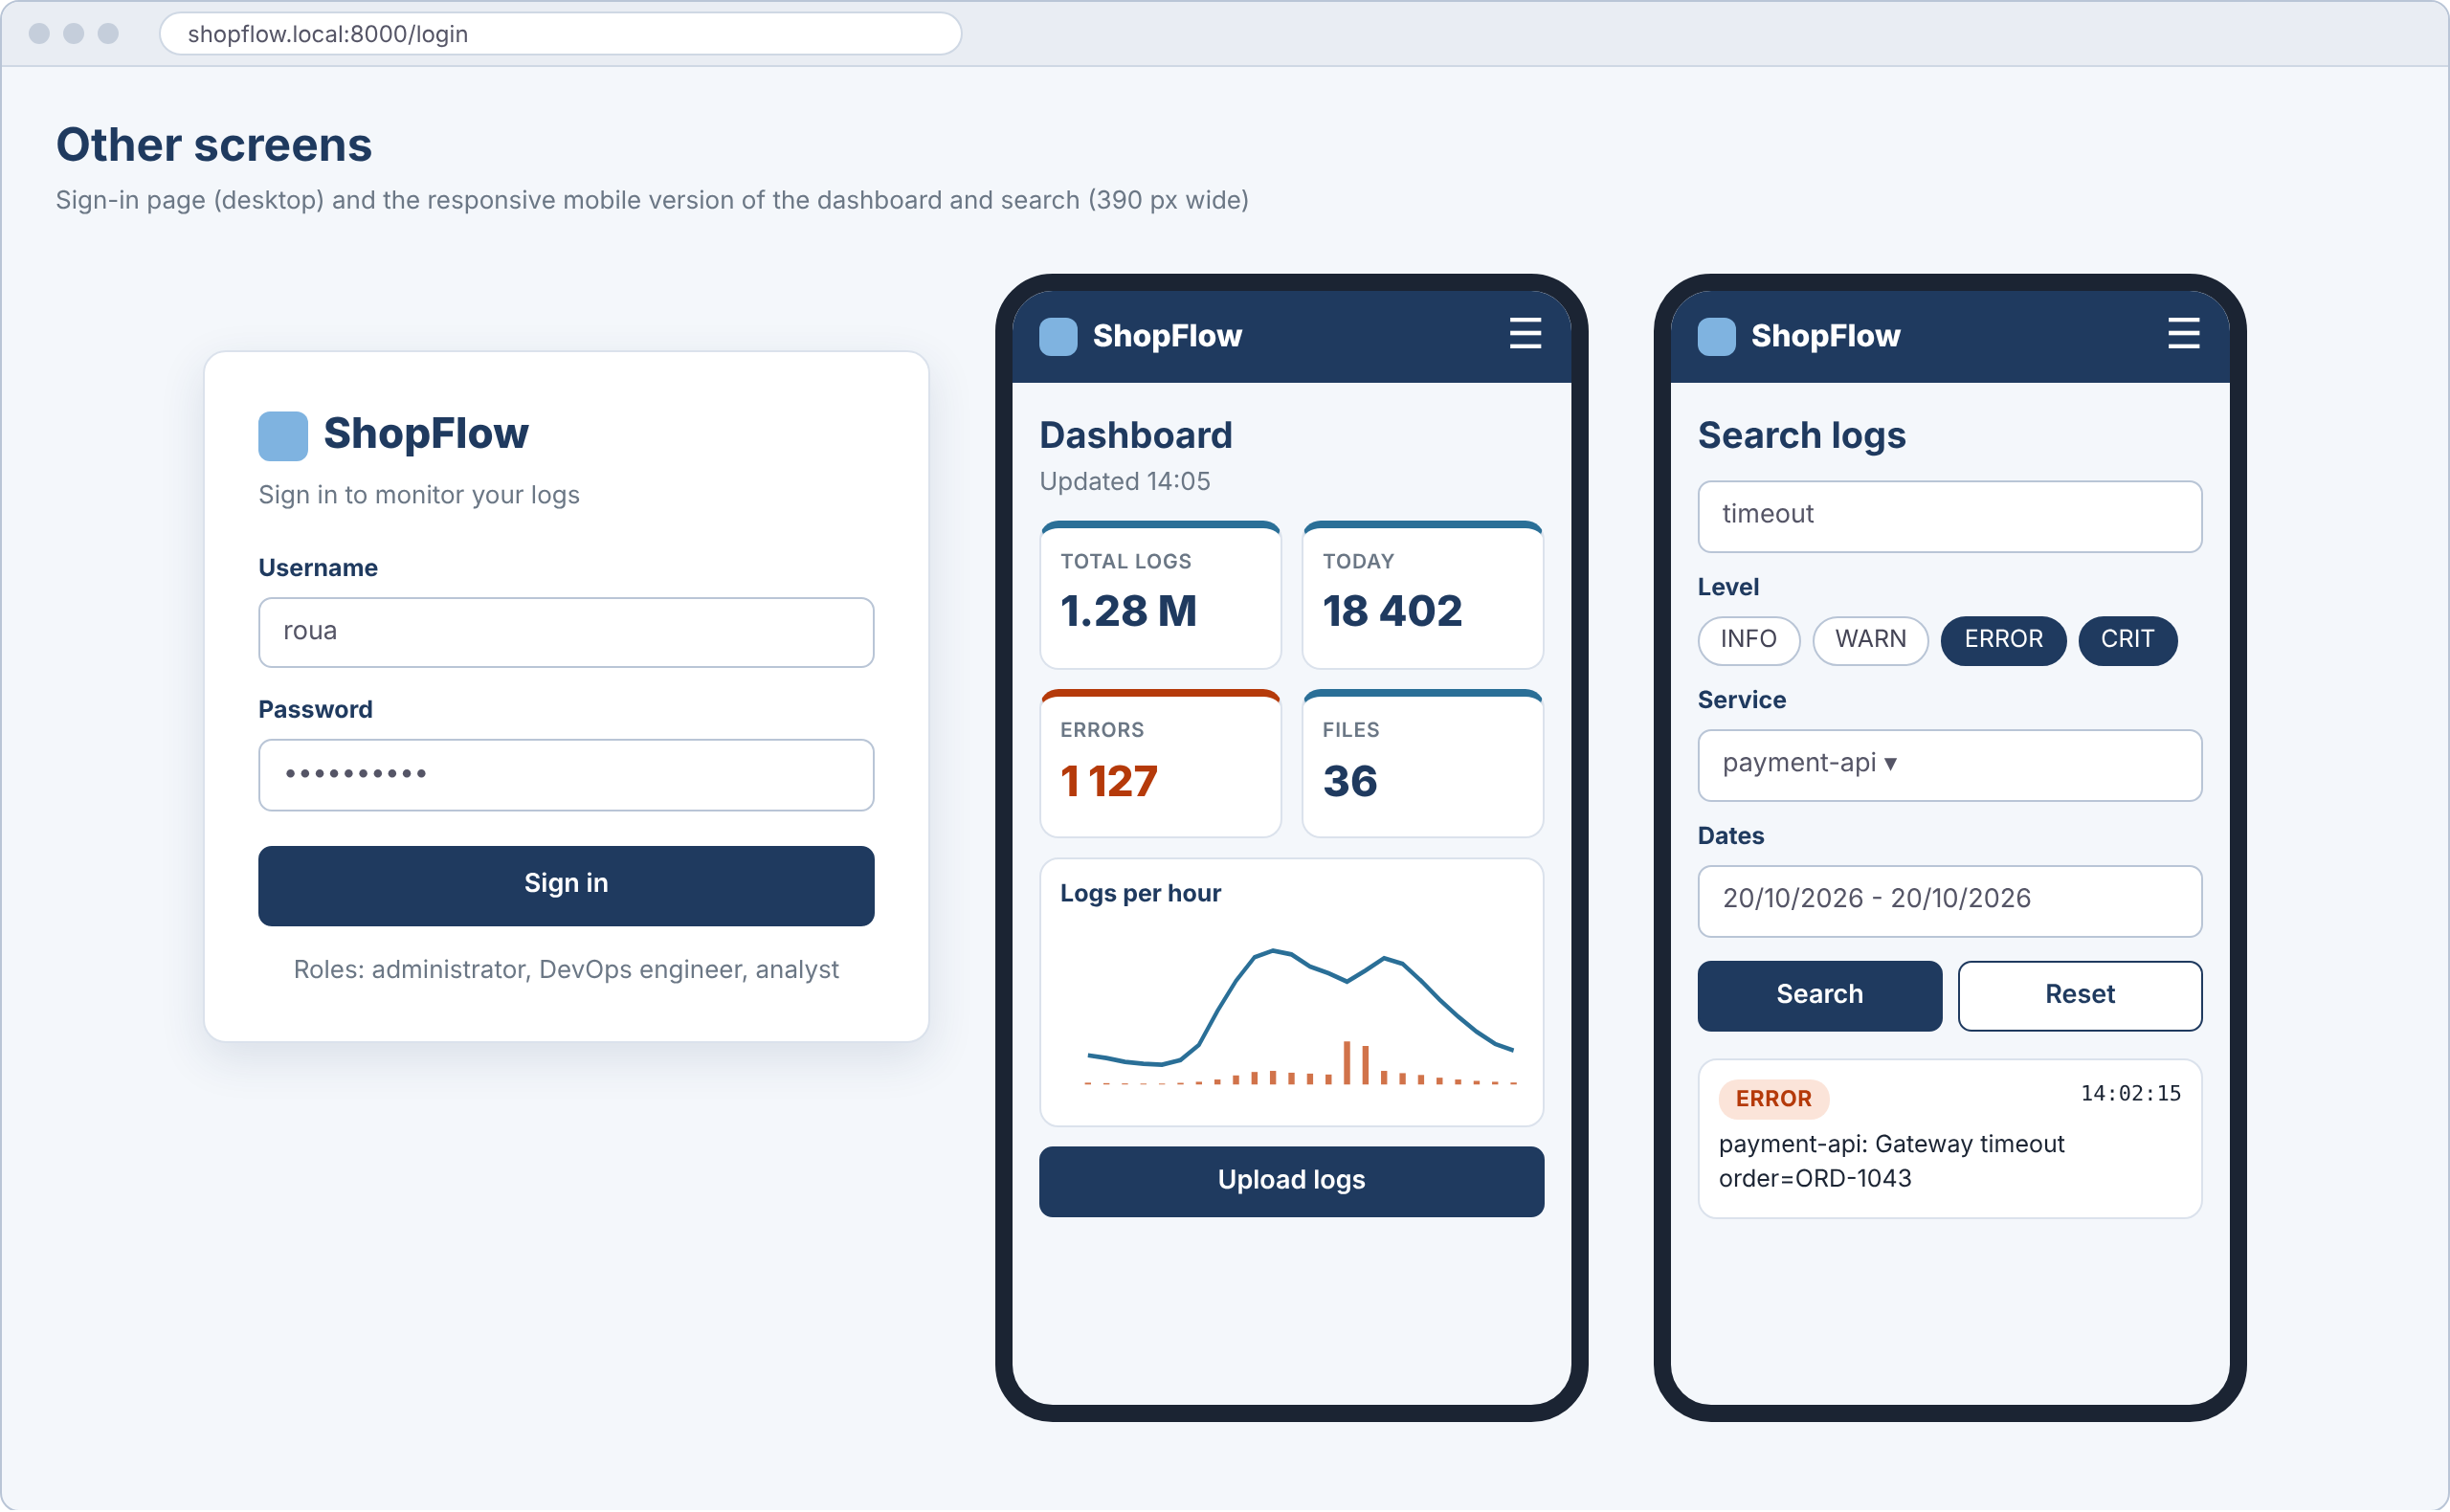 shopflow.local:8000/login
Other screens
Sign-in page (desktop) and the responsive mobile version of the dashboard and search (390 px wide)
ShopFlow
Sign in to monitor your logs
Username
roua
Password
••••••••••
Sign in
Roles: administrator, DevOps engineer, analyst
ShopFlow
Dashboard
Updated 14:05
TOTAL LOGS
1.28 M
TODAY
18 402
ERRORS
1 127
FILES
36
Logs per hour
Upload logs
ShopFlow
Search logs
timeout
Level
INFO WARN ERROR CRIT
Service
payment-api ▾
Dates
20/10/2026 - 20/10/2026
Search Reset
ERROR 14:02:15
payment-api: Gateway timeout
order=ORD-1043